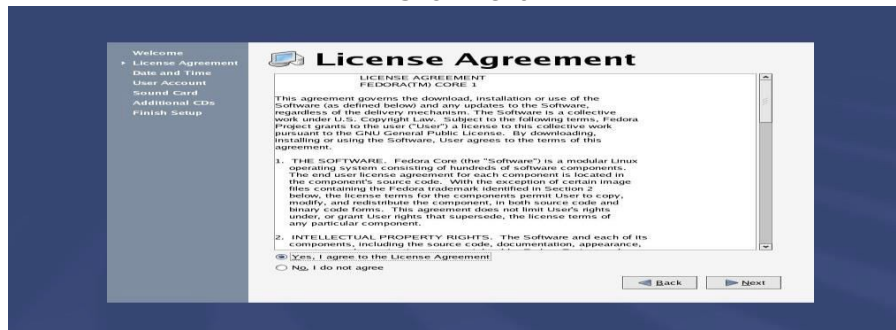 Welcome
License Agreement
Date and Time
User Account
Sound Card
Additional CDs
Finish Setup
License Agreement
LICENSE AGREEMENT
FEDORA(TM) CORE 1
This agreement governs the download, installation or use of the
Software (as defined below) and any updates to the Software,
regardless of the delivery mechanism. The Software is a collective
work under U.S. Copyright Law. Subject to the following terms, Fedora
Project grants to the user ("User") a license to this collective work
pursuant to the GNU General Public License. By downloading,
installing or using the Software, User agrees to the terms of this
agreement.
1. THE SOFTWARE. Fedora Core (the "Software") is a modular Linux
operating system consisting of hundreds of software components.
The end user license agreement for each component is located in
the component's source code. With the exception of certain image
files containing the Fedora trademark identified in Section 2
below, the license terms for the components permit User to copy,
modify, and redistribute the component, in both source code and
binary code forms. This agreement does not limit User's rights
under, or grant User rights that supersede, the license terms of
any particular component.
2. INTELLECTUAL PROPERTY RIGHTS. The Software and each of its
components, including the source code, documentation, appearance,
Yes, I agree to the License Agreement
No, I do not agree
Back
Next